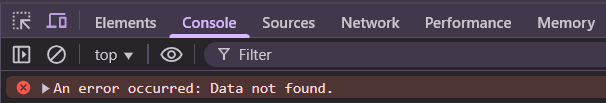 Elements Console Sources Network Performance Memory
top Filter
An error occurred: Data not found.